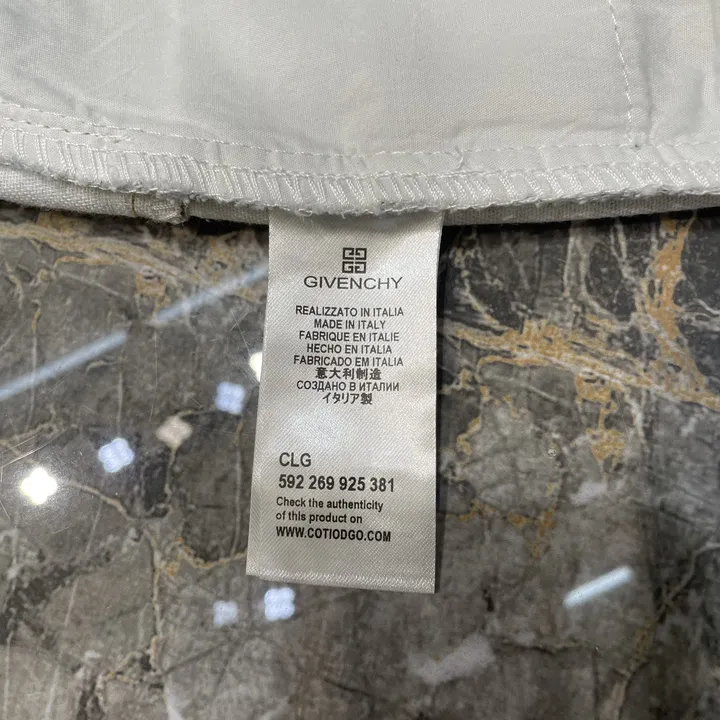 GIVENCHY
REALIZZATO IN ITALIA
MADE IN ITALY
FABRIQUE EN ITALIE
HECHO EN ITALIA
FABRICADO EM ITALIA
意大利制造
СОЗДАНО В ИТАЛИИ
イタリア製
CLG
592 269 925 381
Check the authenticity
of this product on
WWW.COTIODGO.COM